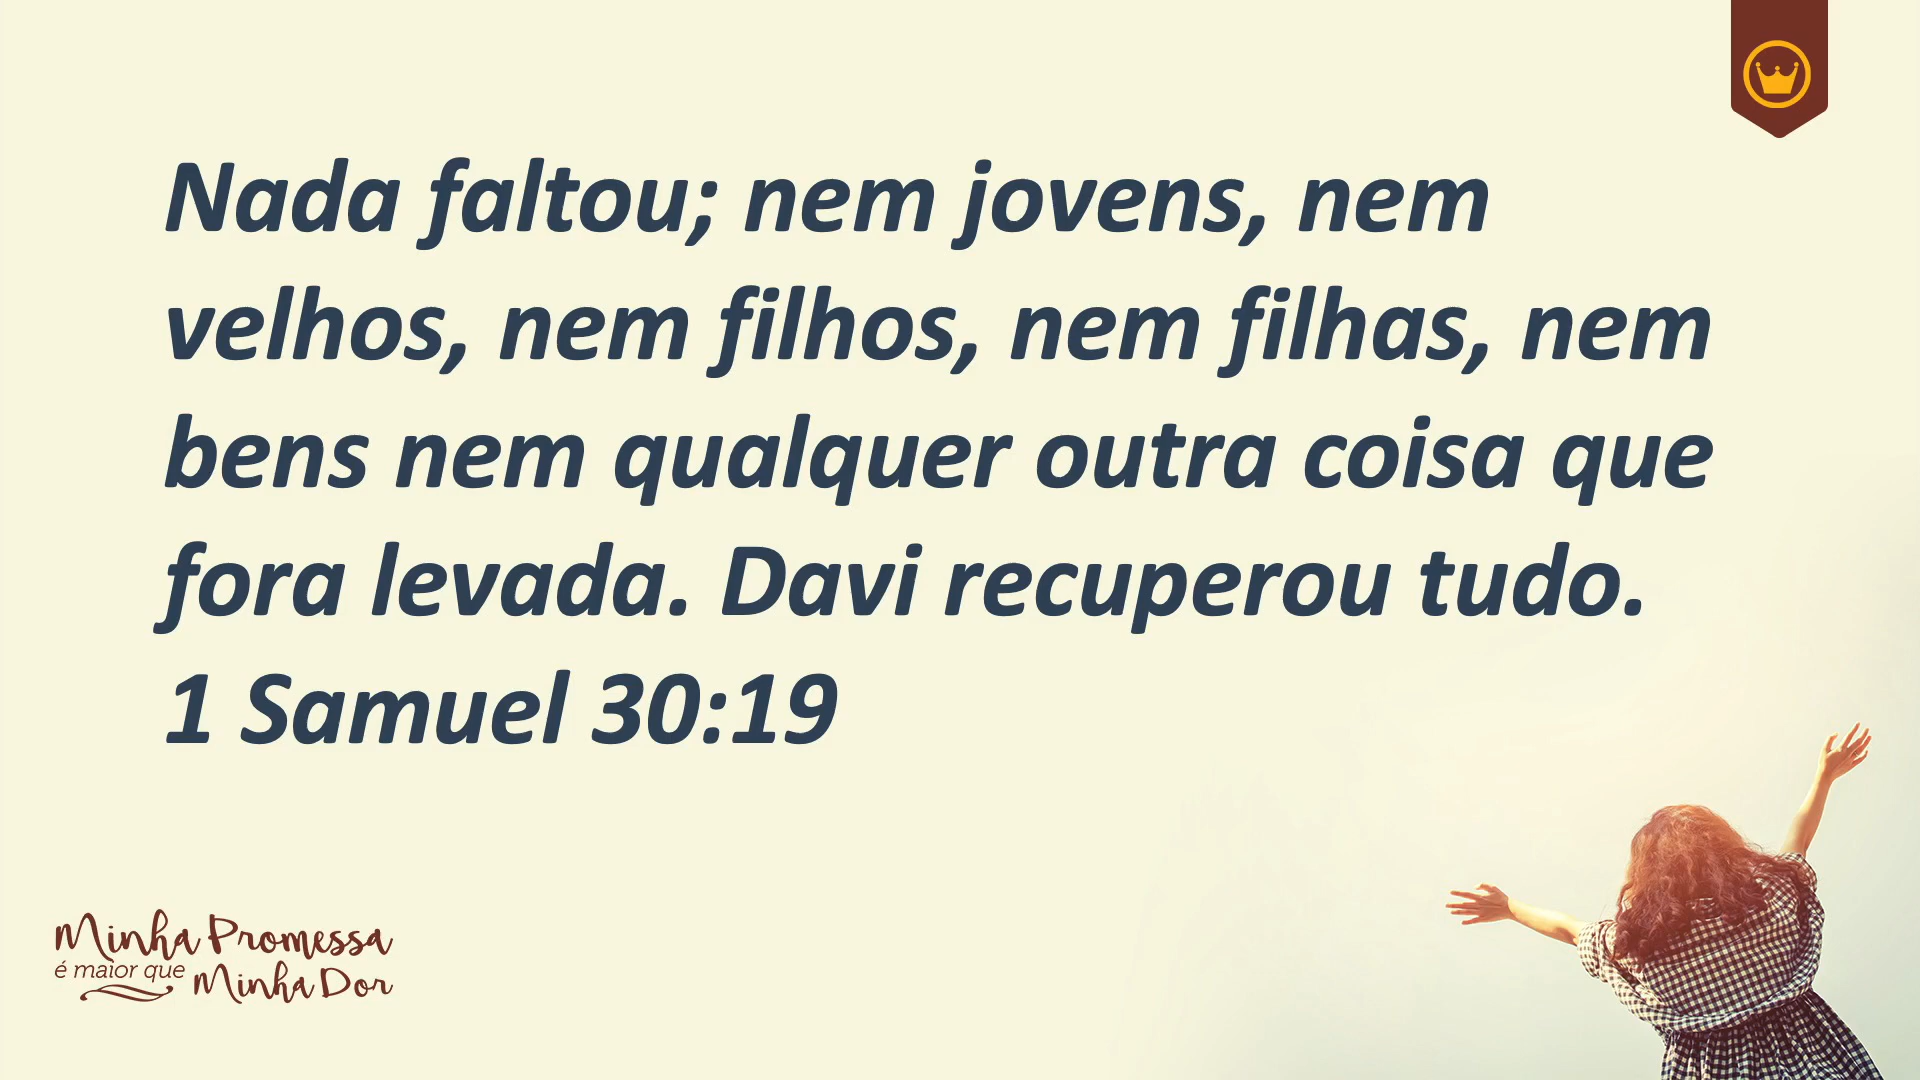 Nada faltou; nem jovens, nem
velhos, nem filhos, nem filhas, nem
bens nem qualquer outra coisa que
fora levada. Davi recuperou tudo.
1 Samuel 30:19
Minha Promessa
é maior que Minha Dor